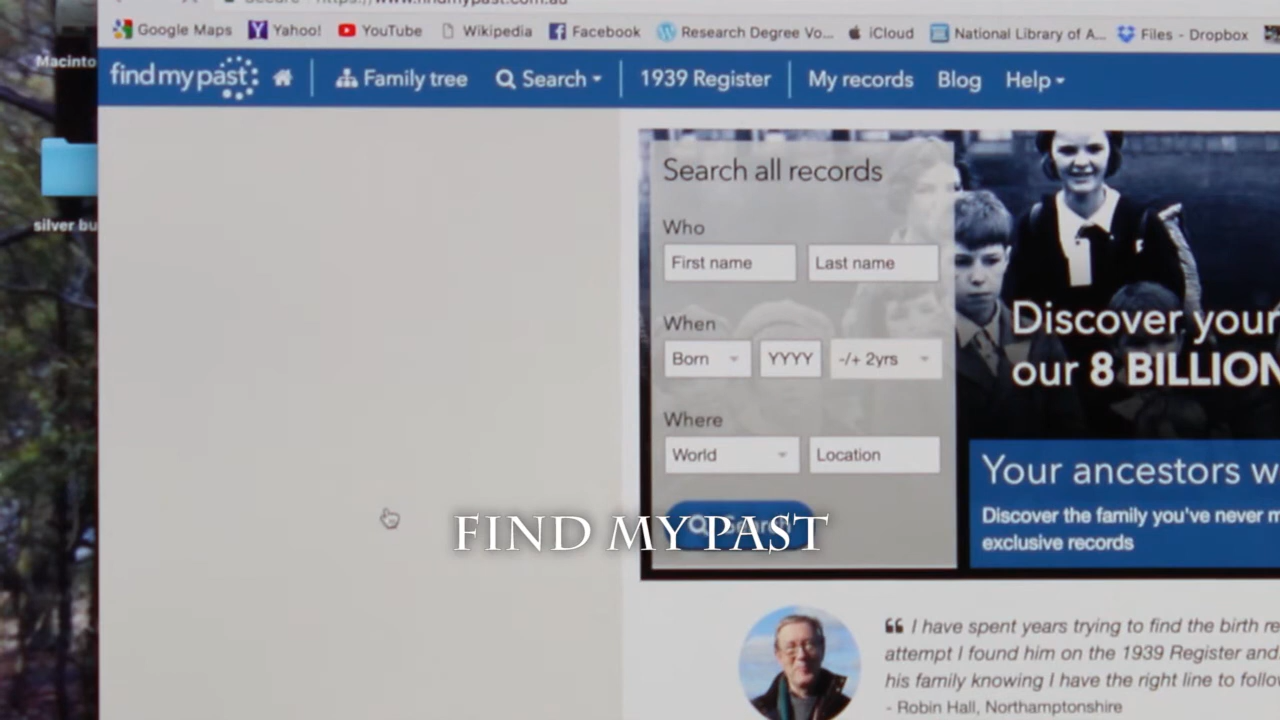 Google Maps Yahoo! YouTube Wikipedia Facebook Research Degree Vo... iCloud National Library of A... Files - Dropbox
Macinto
findmypast Family tree Search 1939 Register My records Blog Help
silver bu
Search all records
Who
First name Last name
When
Born YYYY -/+ 2yrs
Where
World Location
Search
Discover your
our 8 BILLION
Your ancestors w
Discover the family you've never m
exclusive records
FIND MY PAST
I have spent years trying to find the birth re
attempt I found him on the 1939 Register and
his family knowing I have the right line to follo
- Robin Hall, Northamptonshire